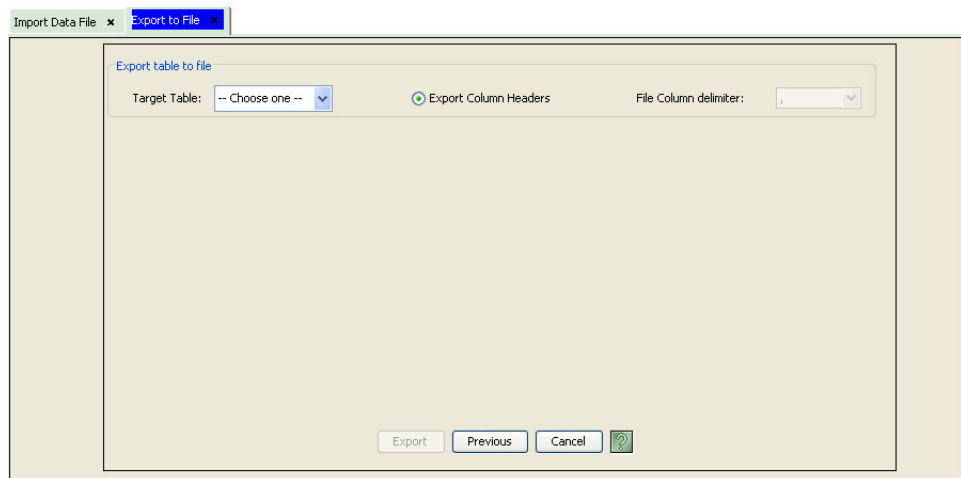 Import Data File x Export to File x
Export table to file
Target Table: -- Choose one -- Export Column Headers File Column delimiter: ,
Export Previous Cancel ?